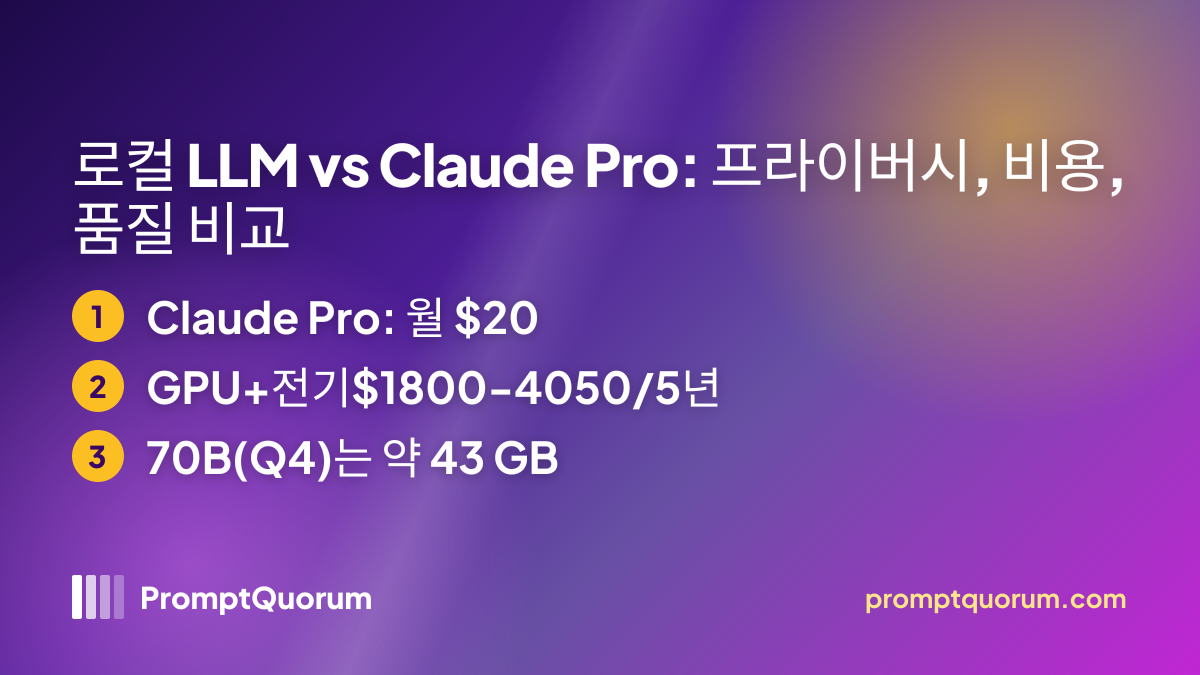 로컬 LLM vs Claude Pro: 프라이버시, 비용,
품질 비교
1 Claude Pro: 월 $20
2 GPU+전기$1800-4050/5년
3 70B(Q4)는 약 43 GB
PromptQuorum
promptquorum.com